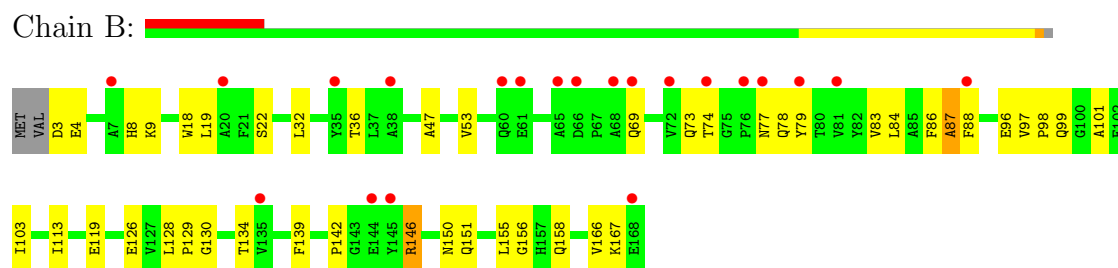 Chain B:
MET VAL D3 E4 A7 H8 K9 W18 L19 A20 F21 S22 L32 Y35 T36 L37 A38 A47 V53 Q60 E61 A65 D66 P67 A68 Q69 V72 Q73 T74 G75 P76 N77 Q78 Y79 T80 V81 Y82 V83 L84 A85 F86 A87 F88 E96 V97 P98 Q99 G100 A101 E102
I103 I113 E119 E126 V127 L128 P129 G130 T134 V135 F139 P142 G143 E144 Y145 R146 N150 Q151 L155 G156 H157 Q158 V166 K167 E168